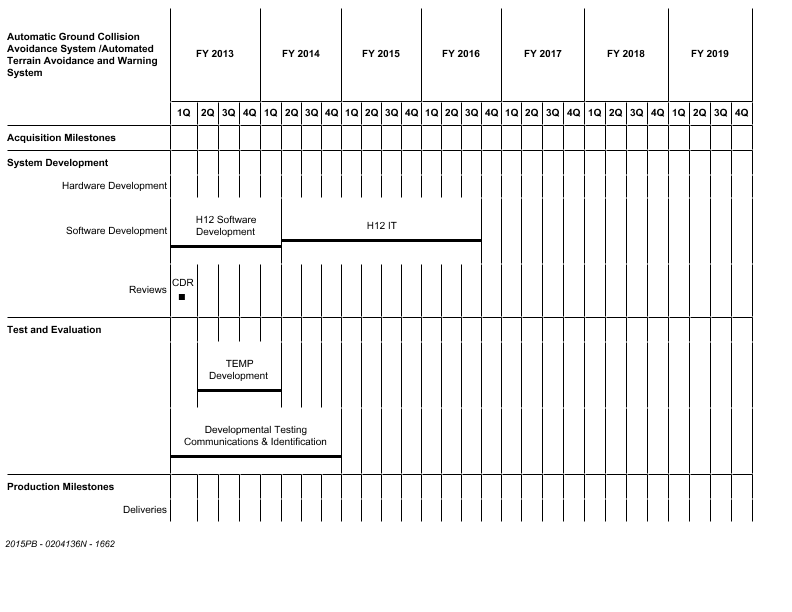 Automatic Ground Collision
Avoidance System /Automated
Terrain Avoidance and Warning
System
FY 2013 FY 2014 FY 2015 FY 2016 FY 2017 FY 2018 FY 2019
1Q 2Q 3Q 4Q 1Q 2Q 3Q 4Q 1Q 2Q 3Q 4Q 1Q 2Q 3Q 4Q 1Q 2Q 3Q 4Q 1Q 2Q 3Q 4Q 1Q 2Q 3Q 4Q
Acquisition Milestones
System Development
Hardware Development
Software Development
H12 Software
Development
H12 IT
Reviews
CDR
Test and Evaluation
TEMP
Development
Developmental Testing
Communications & Identification
Production Milestones
Deliveries
2015PB - 0204136N - 1662